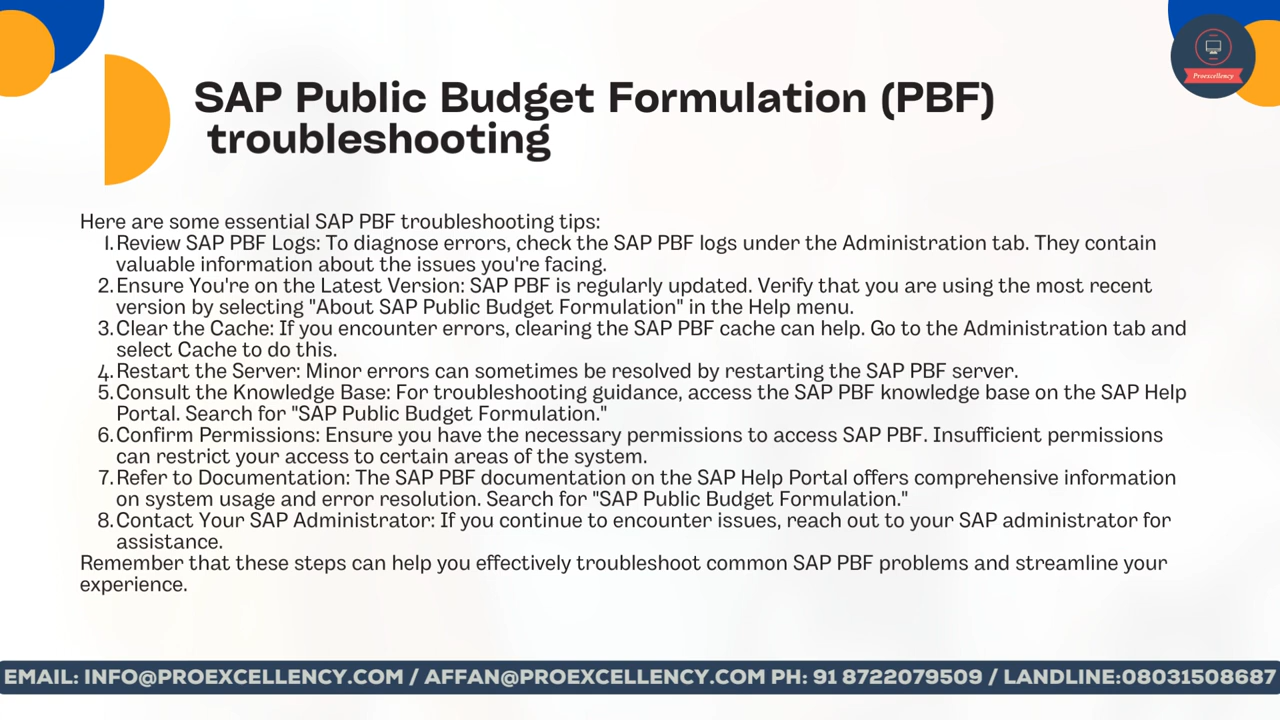 Proexcellency
SAP Public Budget Formulation (PBF)
troubleshooting
Here are some essential SAP PBF troubleshooting tips:
1. Review SAP PBF Logs: To diagnose errors, check the SAP PBF logs under the Administration tab. They contain
valuable information about the issues you're facing.
2. Ensure You're on the Latest Version: SAP PBF is regularly updated. Verify that you are using the most recent
version by selecting "About SAP Public Budget Formulation" in the Help menu.
3. Clear the Cache: If you encounter errors, clearing the SAP PBF cache can help. Go to the Administration tab and
select Cache to do this.
4. Restart the Server: Minor errors can sometimes be resolved by restarting the SAP PBF server.
5. Consult the Knowledge Base: For troubleshooting guidance, access the SAP PBF knowledge base on the SAP Help
Portal. Search for "SAP Public Budget Formulation."
6. Confirm Permissions: Ensure you have the necessary permissions to access SAP PBF. Insufficient permissions
can restrict your access to certain areas of the system.
7. Refer to Documentation: The SAP PBF documentation on the SAP Help Portal offers comprehensive information
on system usage and error resolution. Search for "SAP Public Budget Formulation."
8. Contact Your SAP Administrator: If you continue to encounter issues, reach out to your SAP administrator for
assistance.
Remember that these steps can help you effectively troubleshoot common SAP PBF problems and streamline your
experience.
EMAIL: INFO@PROEXCELLENCY.COM / AFFAN@PROEXCELLENCY.COM PH: 91 8722079509 / LANDLINE:08031508687